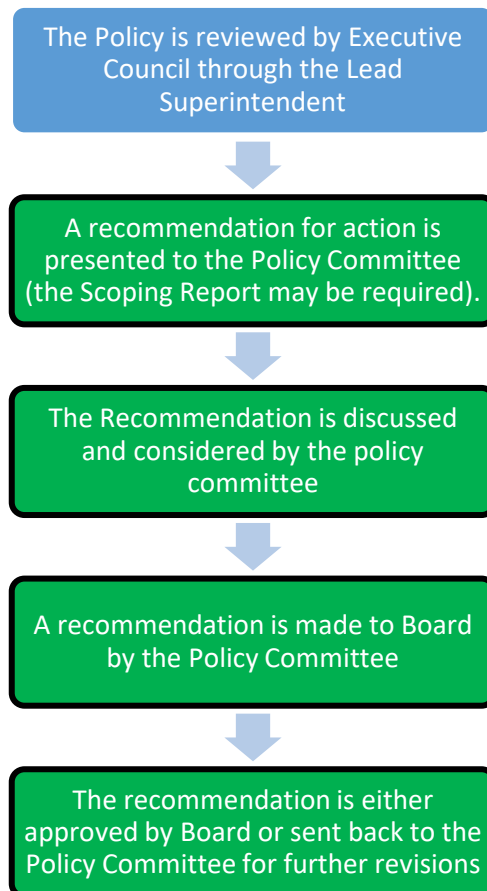 The Policy is reviewed by Executive
Council through the Lead
Superintendent
A recommendation for action is
presented to the Policy Committee
(the Scoping Report may be required).
The Recommendation is discussed
and considered by the policy
committee
A recommendation is made to Board
by the Policy Committee
The recommendation is either
approved by Board or sent back to the
Policy Committee for further revisions